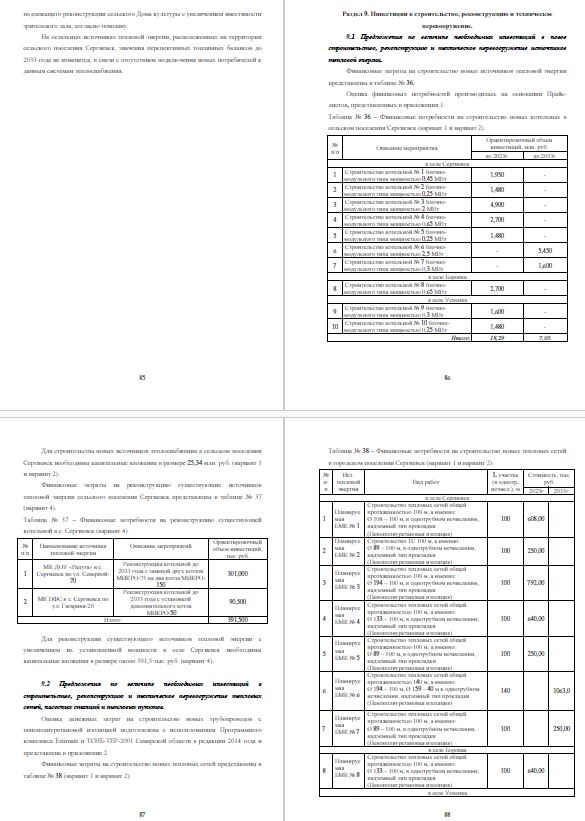 подлежащего реконструкции сельского Дома культуры с увеличением вместимости
зрительного зала, согласно генплану.
На остальных источниках тепловой энергии, расположенных на территории
сельского поселения Сергиевск, значения перспективных топливных балансов до
2033 года не изменятся, в связи с отсутствием подключения новых потребителей к
данным системам теплоснабжения.
85
Раздел 9. Инвестиции в строительство, реконструкцию и техническое
перевооружение.
9.1 Предложения по величине необходимых инвестиций в новое
строительство, реконструкцию и техническое перевооружение источников
тепловой энергии.
Финансовые затраты на строительство новых источников тепловой энергии
представлены в таблице № 36.
Оценка финансовых потребностей производилась на основании Прайс-
листов, представленных в приложении 1.
Таблица № 36 – Финансовые потребности на строительство новых котельных в
сельском поселении Сергиевск (вариант 1 и вариант 2).
№ п/п Описание мероприятия Ориентировочный объем инвестиций, млн. руб.
до 2023г. до 2033г.
в селе Сергиевск
1 Строительство котельной № 1 блочно-модульного типа мощностью 0,45 МВт 1,950 -
2 Строительство котельной № 2 блочно-модульного типа мощностью 0,25 МВт 1,480 -
3 Строительство котельной № 3 блочно-модульного типа мощностью 2 МВт 4,900 -
4 Строительство котельной № 4 блочно-модульного типа мощностью 0,65 МВт 2,700 -
5 Строительство котельной № 5 блочно-модульного типа мощностью 0,25 МВт 1,480 -
6 Строительство котельной № 6 блочно-модульного типа мощностью 2,5 МВт - 5,450
7 Строительство котельной № 7 блочно-модульного типа мощностью 0,3 МВт - 1,600
в селе Боровка
8 Строительство котельной № 8 блочно-модульного типа мощностью 0,65 МВт 2,700 -
в селе Успенка
9 Строительство котельной № 9 блочно-модульного типа мощностью 0,3 МВт 1,600 -
10 Строительство котельной № 10 блочно-модульного типа мощностью 0,25 МВт 1,480 -
Итого: 18,29 7,05
86
Для строительства новых источников теплоснабжения в сельском поселении
Сергиевск необходимы капитальные вложения в размере 25,34 млн. руб. (вариант 1
и вариант 2).
Финансовые затраты на реконструкцию существующих источников
тепловой энергии сельского поселения Сергиевск представлены в таблице № 37
(вариант 4).
Таблица № 37 – Финансовые потребности на реконструкцию существующей
котельной в с. Сергиевск (вариант 4).
№ п/п Наименование источника тепловой энергии Описание мероприятий Ориентировочный объем инвестиций, тыс. руб.
1 МК ДОУ «Радуга» в с. Сергиевске по ул. Северной-70 Реконструкция котельной до 2033 года с заменой двух котлов МИКРО-75 на два котла МИКРО-150 301,000
2 МК НФК в с. Сергиевск по ул. Гагарина-2б Реконструкция котельной до 2033 года с установкой дополнительного котла МИКРО-50 90,500
Итого: 391,500
Для реконструкции существующего источников тепловой энергии с
увеличением их установленной мощности в селе Сергиевск необходимы
капитальные вложения в размере около 391,5 тыс. руб. (вариант 4).
9.2 Предложения по величине необходимых инвестиций в
строительство, реконструкцию и техническое перевооружение тепловых
сетей, насосных станций и тепловых пунктов.
Оценка денежных затрат на строительство новых трубопроводов с
пенополиуретановой изоляцией подготовлена с использованием Программного
комплекса Estimate и ТСНБ-ТЕР-2001 Самарской области в редакции 2014 года и
представлена в приложение 2.
Финансовые затраты на строительство новых тепловых сетей представлены в
таблице № 38 (вариант 1 и вариант 2).
87
Таблица № 38 – Финансовые потребности на строительство новых тепловых сетей
в городском поселении Сергиевск (вариант 1 и вариант 2).
№ п/п Ист. тепловой энергии Вид работ L участка (в однотр. исчисл.), м Стоимость, тыс. руб.
2023г. 2033г.
в селе Сергиевск
1 Планируемая БМК № 1 Строительство тепловых сетей общей протяженностью 100 м, а именно: Ø 108 – 100 м, в однотрубном исчислении, надземный тип прокладки (Пенополиуретановая изоляция) 100 608,00
2 Планируемая БМК № 2 Строительство ТС 100 м, а именно: Ø 89 – 100 м, в однотрубном исчислении, надземный тип прокладки (Пенополиуретановая изоляция) 100 250,00
3 Планируемая БМК № 3 Строительство тепловых сетей общей протяженностью 100 м, а именно: Ø 194 – 100 м, в однотрубном исчислении, надземный тип прокладки (Пенополиуретановая изоляция) 100 792,00
4 Планируемая БМК № 4 Строительство тепловых сетей общей протяженностью 100 м, а именно: Ø 133 – 100 м, в однотрубном исчислении, надземный тип прокладки (Пенополиуретановая изоляция) 100 640,00
5 Планируемая БМК № 5 Строительство тепловых сетей общей протяженностью 100 м, а именно: Ø 89 – 100 м, в однотрубном исчислении, надземный тип прокладки (Пенополиуретановая изоляция) 100 250,00
6 Планируемая БМК № 6 Строительство тепловых сетей общей протяженностью 140 м, а именно: Ø 194 – 100 м, Ø 159 – 40 м в однотрубном исчислении, надземный тип прокладки (Пенополиуретановая изоляция) 140 1063,0
7 Планируемая БМК № 7 Строительство тепловых сетей общей протяженностью 100 м, а именно: Ø 89 – 100 м, в однотрубном исчислении, надземный тип прокладки (Пенополиуретановая изоляция) 100 250,00
в селе Боровка
8 Планируемая БМК № 8 Строительство тепловых сетей общей протяженностью 100 м, а именно: Ø 133 – 100 м, в однотрубном исчислении, надземный тип прокладки (Пенополиуретановая изоляция) 100 640,00
в селе Успенка
88